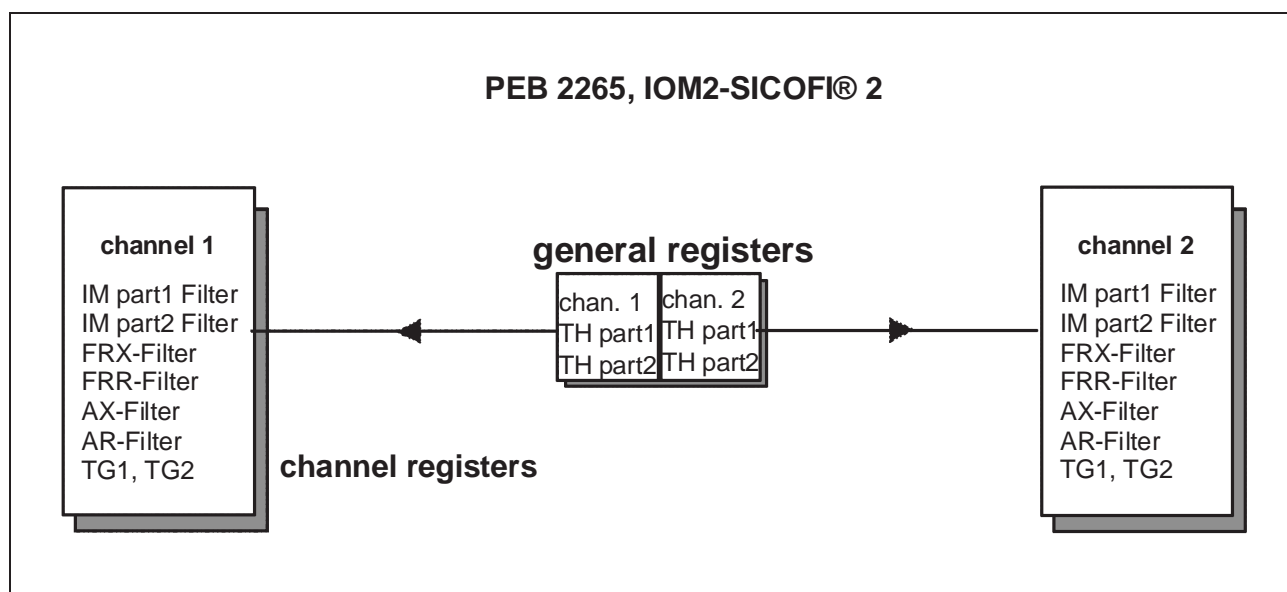 PEB 2265, IOM2-SICOFI® 2
channel 1
IM part1 Filter
IM part2 Filter
FRX-Filter
FRR-Filter
AX-Filter
AR-Filter
TG1, TG2
channel registers
general registers
chan. 1
TH part1
TH part2
chan. 2
TH part1
TH part2
channel 2
IM part1 Filter
IM part2 Filter
FRX-Filter
FRR-Filter
AX-Filter
AR-Filter
TG1, TG2